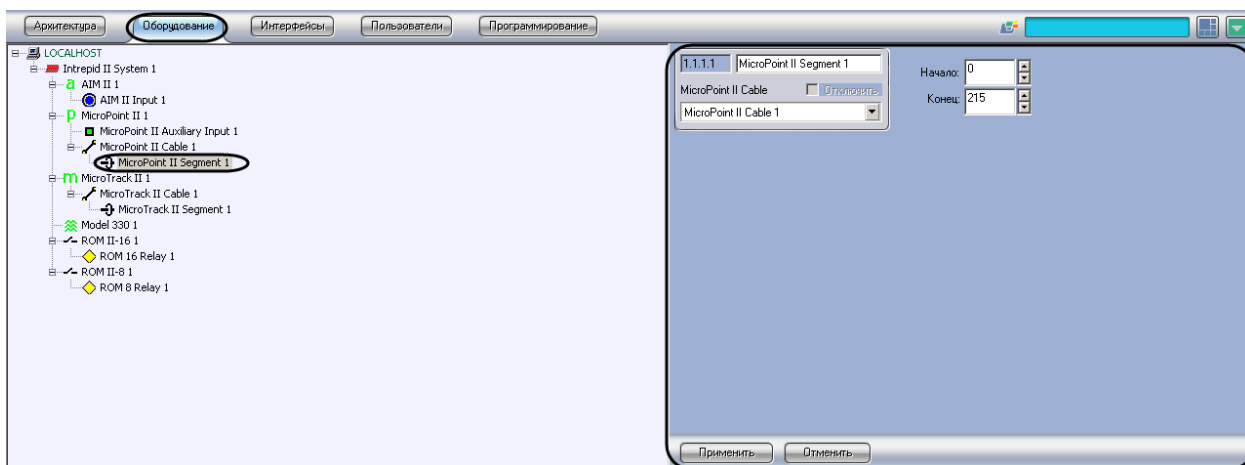 Архитектура Оборудование Интерфейсы Пользователи Программирование
LOCALHOST
Intrepid II System 1
a AIM II 1
AIM II Input 1
p MicroPoint II 1
MicroPoint II Auxiliary Input 1
MicroPoint II Cable 1
MicroPoint II Segment 1
m MicroTrack II 1
MicroTrack II Cable 1
MicroTrack II Segment 1
Model 330 1
ROM II-16 1
ROM 16 Relay 1
ROM II-8 1
ROM 8 Relay 1
1.1.1.1 MicroPoint II Segment 1
MicroPoint II Cable Отключить
MicroPoint II Cable 1
Начало: 0
Конец: 215
Применить Отменить